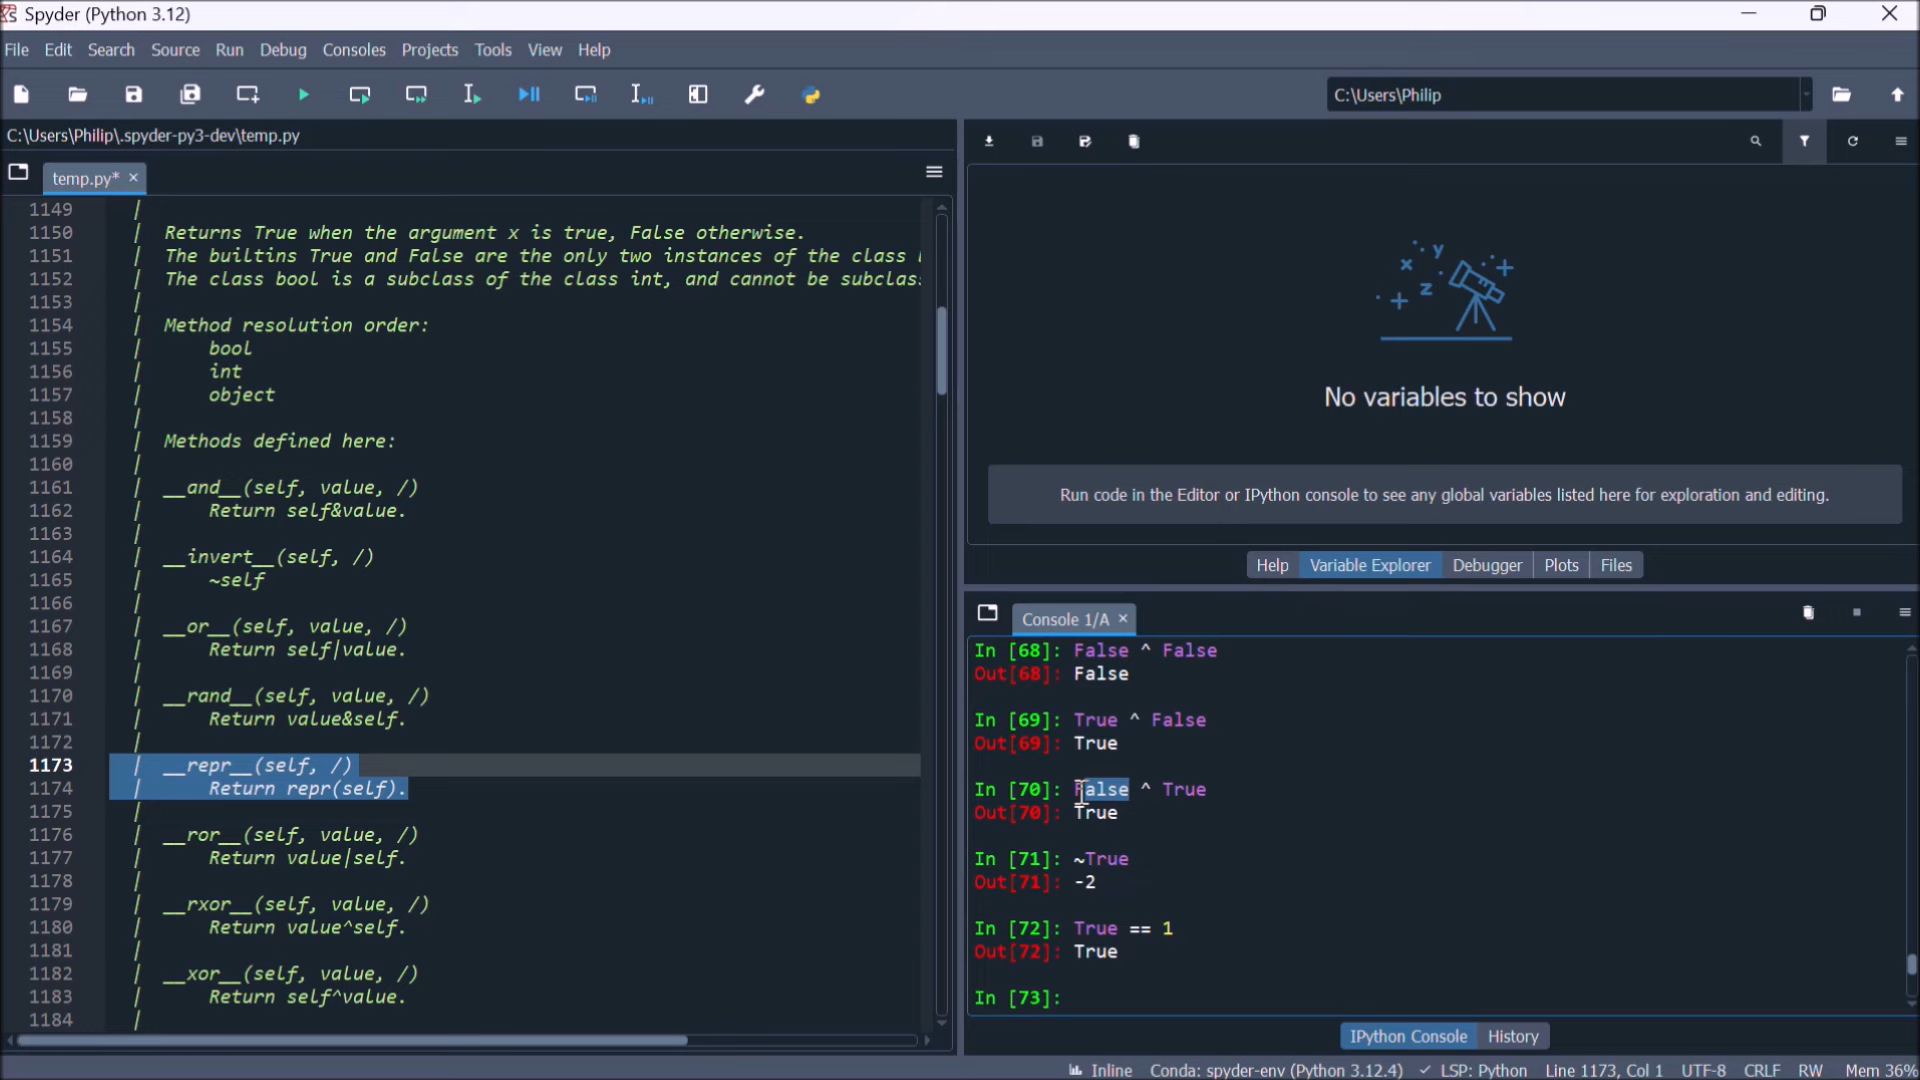 Spyder (Python 3.12)
File Edit Search Source Run Debug Consoles Projects Tools View Help
C:\Users\Philip
C:\Users\Philip\.spyder-py3-dev\temp.py
temp.py*
1149 |
1150 | Returns True when the argument x is true, False otherwise.
1151 | The builtins True and False are the only two instances of the class
1152 | The class bool is a subclass of the class int, and cannot be subclas
1153 |
1154 | Method resolution order:
1155 | bool
1156 | int
1157 | object
1158 |
1159 | Methods defined here:
1160 |
1161 | __and__(self, value, /)
1162 | Return self&value.
1163 |
1164 | __invert__(self, /)
1165 | ~self
1166 |
1167 | __or__(self, value, /)
1168 | Return self|value.
1169 |
1170 | __rand__(self, value, /)
1171 | Return value&self.
1172 |
1173 | __repr__(self, /)
1174 | Return repr(self).
1175 |
1176 | __ror__(self, value, /)
1177 | Return value|self.
1178 |
1179 | __rxor__(self, value, /)
1180 | Return value^self.
1181 |
1182 | __xor__(self, value, /)
1183 | Return self^value.
1184 |
No variables to show
Run code in the Editor or IPython console to see any global variables listed here for exploration and editing.
Help Variable Explorer Debugger Plots Files
Console 1/A
In [68]: False ^ False
Out[68]: False
In [69]: True ^ False
Out[69]: True
In [70]: False ^ True
Out[70]: True
In [71]: ~True
Out[71]: -2
In [72]: True == 1
Out[72]: True
In [73]:
IPython Console History
Inline Conda: spyder-env (Python 3.12.4) ✓ LSP: Python Line 1173, Col 1 UTF-8 CRLF RW Mem 36%